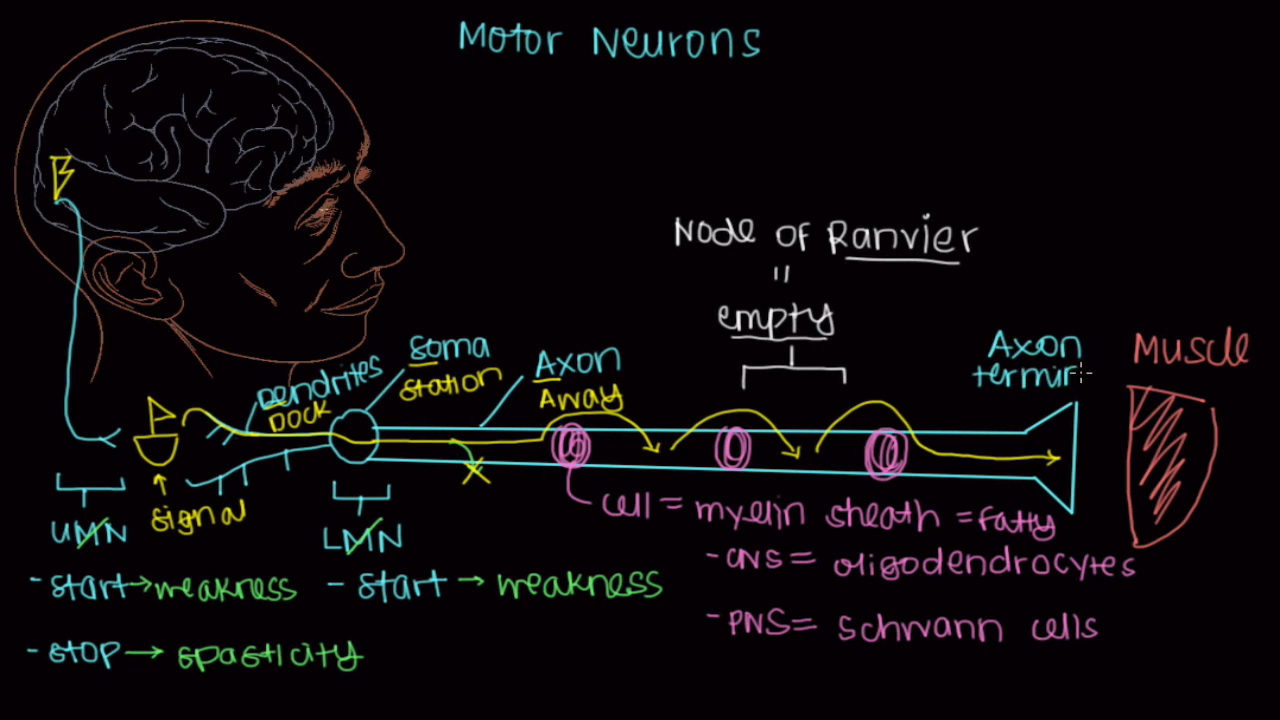 Motor Neurons
Node of Ranvier
"
empty
Dendrites
Dock
Soma
Station
Axon
Away
Axon
termin
Muscle
signal
UMN
- start → weakness
- stop → spasticity
LMN
- start → weakness
cell = myelin sheath = fatty
- CNS = oligodendrocytes
- PNS = Schwann cells